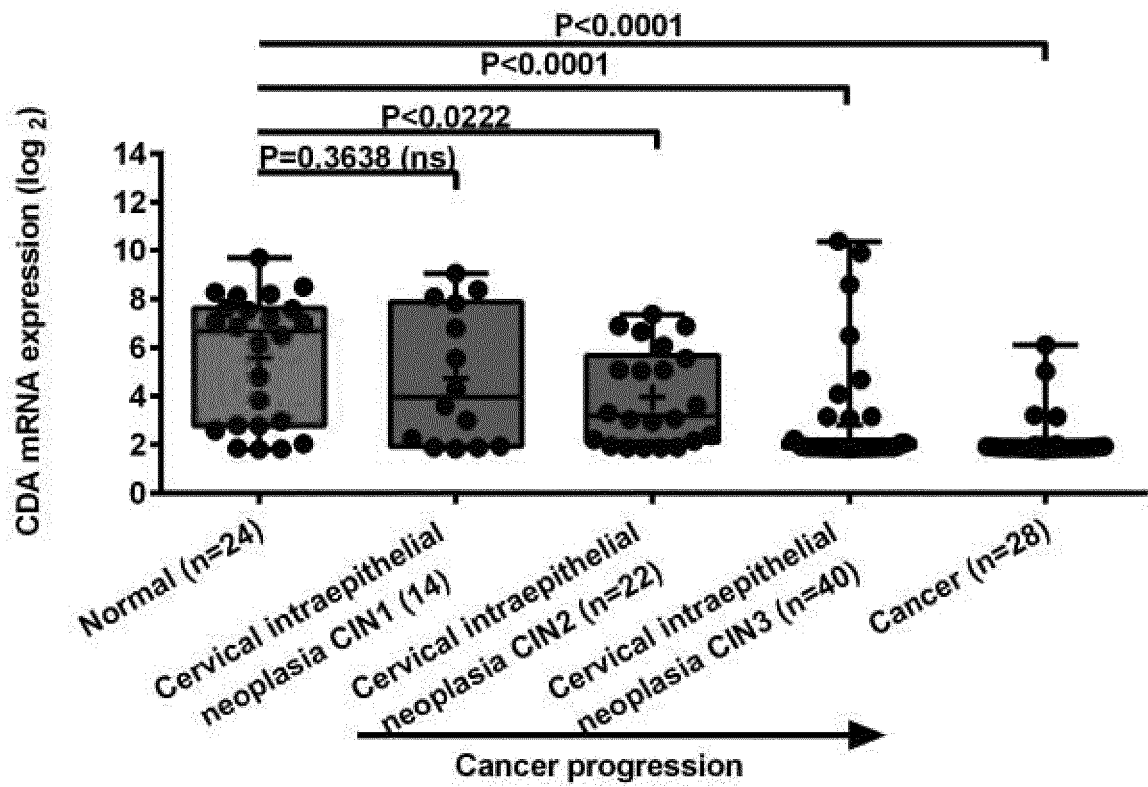 P<0.0001
P<0.0001
P<0.0222
P=0.3638 (ns)
CDA mRNA expression (log 2)
14
12
10
8
6
4
2
0
Normal (n=24)
Cervical intraepithelial
neoplasia CIN1 (14)
Cervical intraepithelial
neoplasia CIN2 (n=22)
Cervical intraepithelial
neoplasia CIN3 (n=40)
Cancer (n=28)
Cancer progression